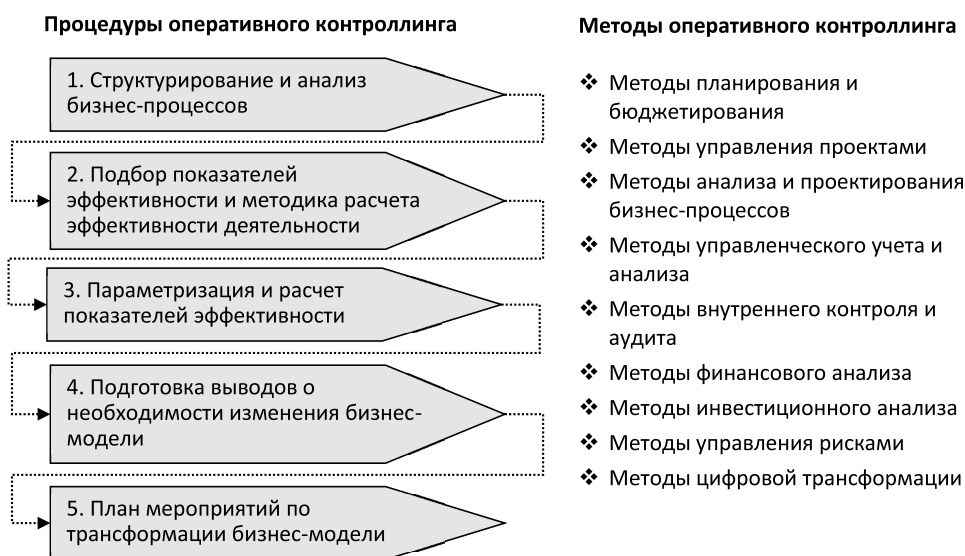 Процедуры оперативного контроллинга
1. Структурирование и анализ
бизнес-процессов
2. Подбор показателей
эффективности и методика расчета
эффективности деятельности
3. Параметризация и расчет
показателей эффективности
4. Подготовка выводов о
необходимости изменения бизнес-
модели
5. План мероприятий по
трансформации бизнес-модели
Методы оперативного контроллинга
❖ Методы планирования и
бюджетирования
❖ Методы управления проектами
❖ Методы анализа и проектирования
бизнес-процессов
❖ Методы управленческого учета и
анализа
❖ Методы внутреннего контроля и
аудита
❖ Методы финансового анализа
❖ Методы инвестиционного анализа
❖ Методы управления рисками
❖ Методы цифровой трансформации